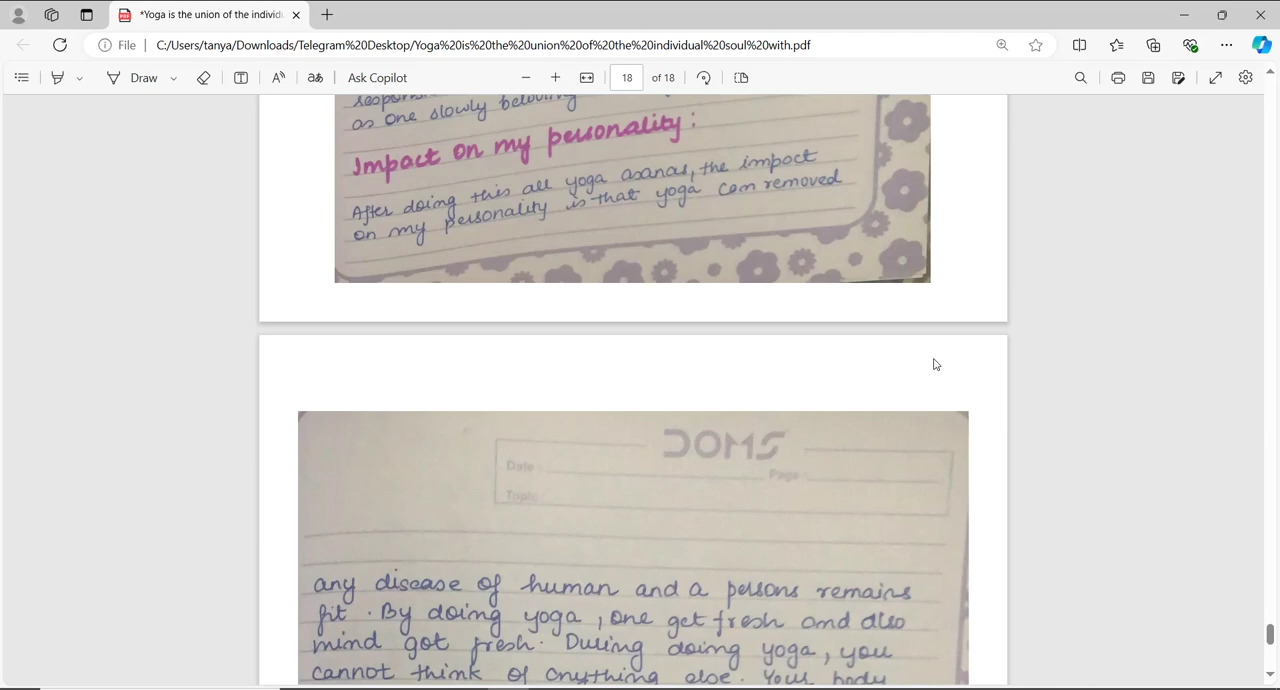 *Yoga is the union of the individu
File
C:/Users/tanya/Downloads/Telegram%20Desktop/Yoga%20is%20the%20union%20of%20the%20individual%20soul%20with.pdf
Draw
Ask Copilot
18 of 18
as one slowly
Impact on my personality:
After doing this all yoga asanas, the impact
on my personality is that yoga can removed
DOMS
Date
Page
Topic
any disease of human and a persons remains
fit. By doing yoga, one get fresh and also
mind got fresh. During doing yoga, you
cannot think of anything else. Your body